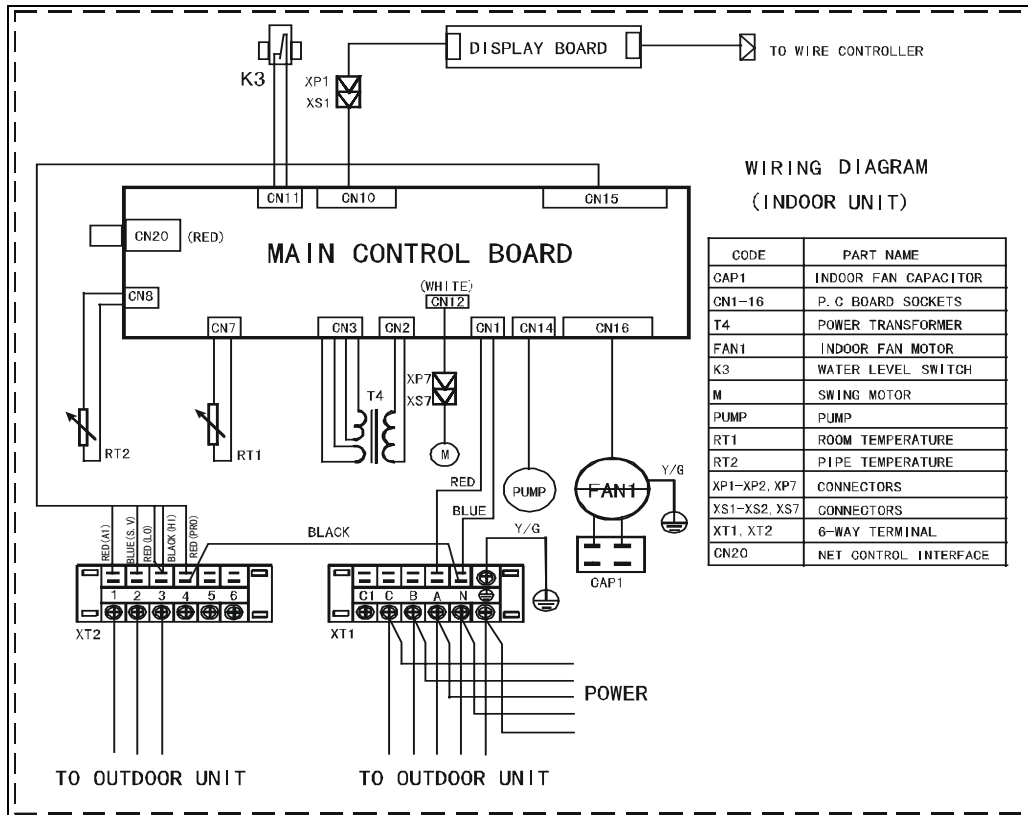 DISPLAY BOARD
TO WIRE CONTROLLER
K3
XP1
XS1
WIRING DIAGRAM
(INDOOR UNIT)
CN11
CN10
CN15
CN20
(RED)
MAIN CONTROL BOARD
CN8
(WHITE)
CN12
CN7
CN3
CN2
CN1
CN14
CN16
CODE PART NAME
CAP1 INDOOR FAN CAPACITOR
CN1-16 P.C BOARD SOCKETS
T4 POWER TRANSFORMER
FAN1 INDOOR FAN MOTOR
K3 WATER LEVEL SWITCH
M SWING MOTOR
PUMP PUMP
RT1 ROOM TEMPERATURE
RT2 PIPE TEMPERATURE
XP1-XP2, XP7 CONNECTORS
XS1-XS2, XS7 CONNECTORS
XT1, XT2 6-WAY TERMINAL
CN20 NET CONTROL INTERFACE
XP7
XS7
T4
RT2
RT1
M
RED
PUMP
FAN1
Y/G
BLUE
Y/G
BLACK
CAP1
RED(A1)
BLUE(S.V)
RED(LO)
BLACK(HI)
RED(PRO)
1 2 3 4 5 6
XT2
C1 C B A N
XT1
POWER
TO OUTDOOR UNIT
TO OUTDOOR UNIT